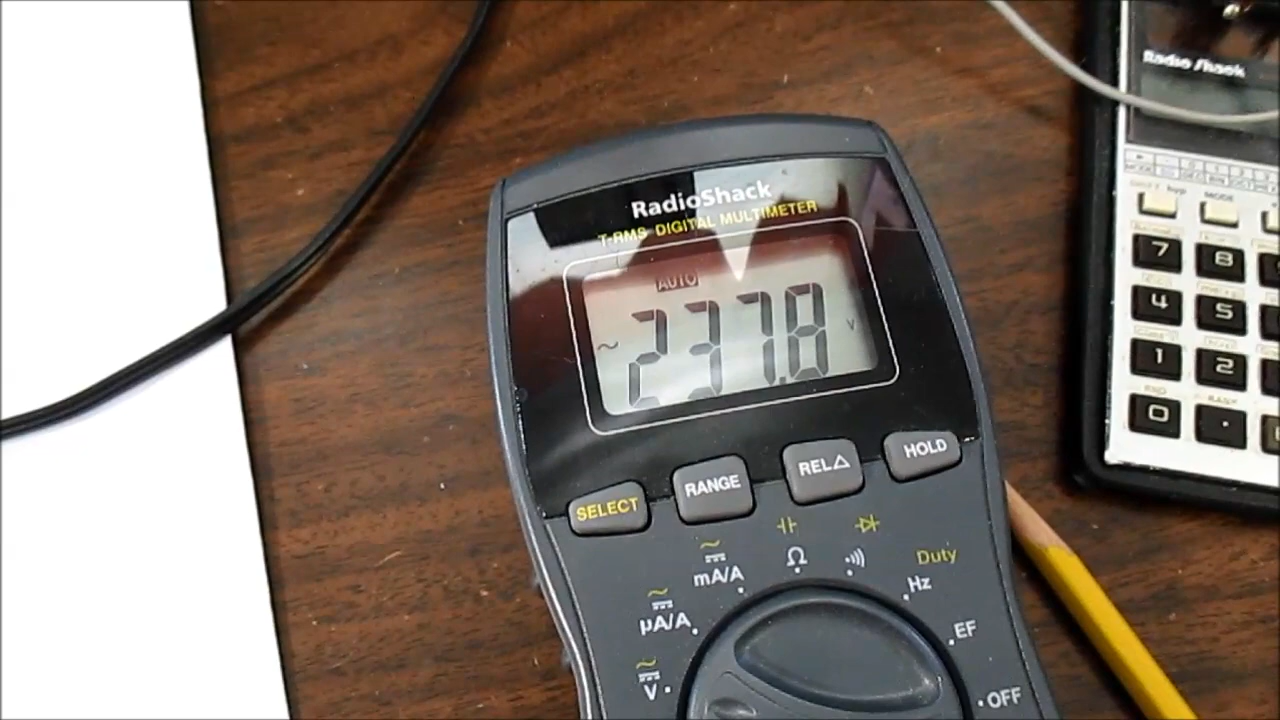 RadioShack
T-RMS DIGITAL MULTIMETER
AUTO
~ 237.8 V
SELECT
RANGE
REL△
HOLD
mA/A
Ω
Duty
Hz
µA/A
EF
V
OFF
Radio Shack
MODE
7 8
4 5
1 2
0 .